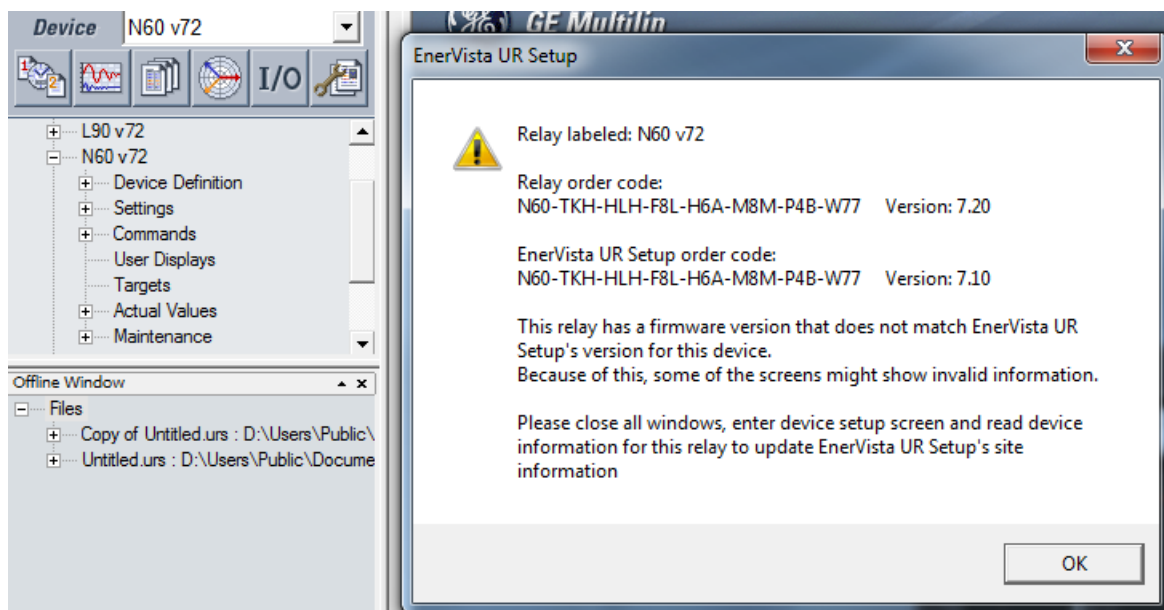 Device N60 v72
I/O
L90 v72
N60 v72
Device Definition
Settings
Commands
User Displays
Targets
Actual Values
Maintenance
Offline Window
Files
Copy of Untitled.urs : D:\Users\Public\
Untitled.urs : D:\Users\Public\Docume
GE Multilin
EnerVista UR Setup
Relay labeled: N60 v72
Relay order code:
N60-TKH-HLH-F8L-H6A-M8M-P4B-W77 Version: 7.20
EnerVista UR Setup order code:
N60-TKH-HLH-F8L-H6A-M8M-P4B-W77 Version: 7.10
This relay has a firmware version that does not match EnerVista UR
Setup's version for this device.
Because of this, some of the screens might show invalid information.
Please close all windows, enter device setup screen and read device
information for this relay to update EnerVista UR Setup's site
information
OK